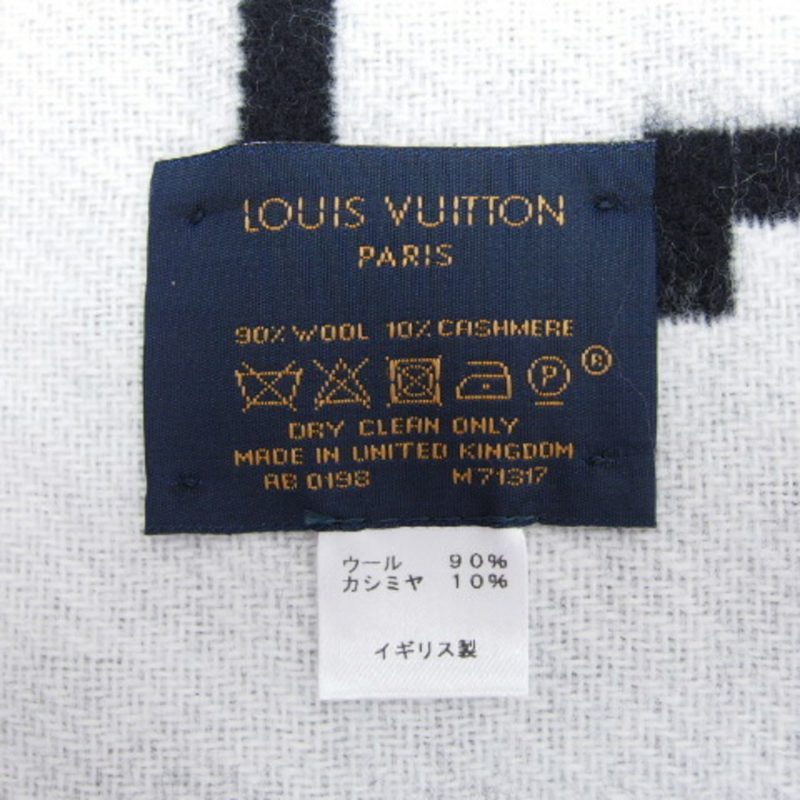 LOUIS VUITTON
PARIS
90% WOOL 10% CASHMERE
P
®
DRY CLEAN ONLY
MADE IN UNITED KINGDOM
AB 0198 M71317
ウール 90%
カシミヤ 10%
イギリス製